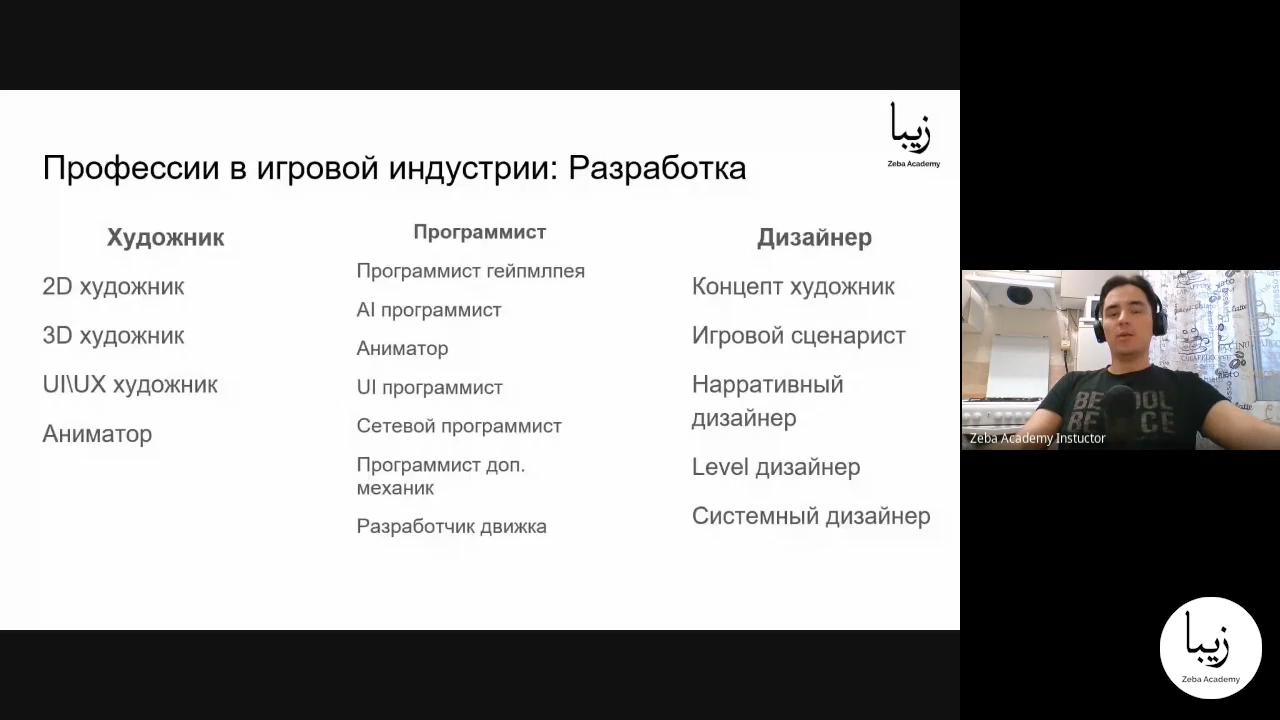 زیبا
Zeba Academy
Профессии в игровой индустрии: Разработка
Художник
2D художник
3D художник
UI\UX художник
Аниматор
Программист
Программист гейпмлпея
AI программист
Аниматор
UI программист
Сетевой программист
Программист доп.
механик
Разработчик движка
Дизайнер
Концепт художник
Игровой сценарист
Нарративный
дизайнер
Level дизайнер
Системный дизайнер
Zeba Academy Instuctor
زیبا
Zeba Academy